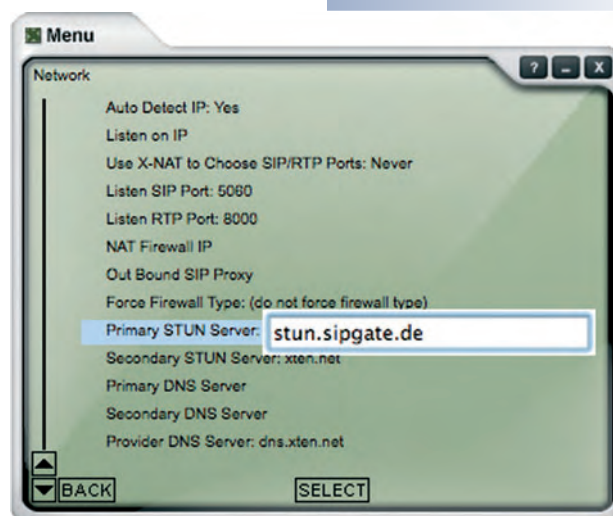 Menu
? – X
Network
Auto Detect IP: Yes
Listen on IP
Use X-NAT to Choose SIP/RTP Ports: Never
Listen SIP Port: 5060
Listen RTP Port: 8000
NAT Firewall IP
Out Bound SIP Proxy
Force Firewall Type: (do not force firewall type)
Primary STUN Server: stun.sipgate.de
Secondary STUN Server: xten.net
Primary DNS Server
Secondary DNS Server
Provider DNS Server: dns.xten.net
BACK SELECT